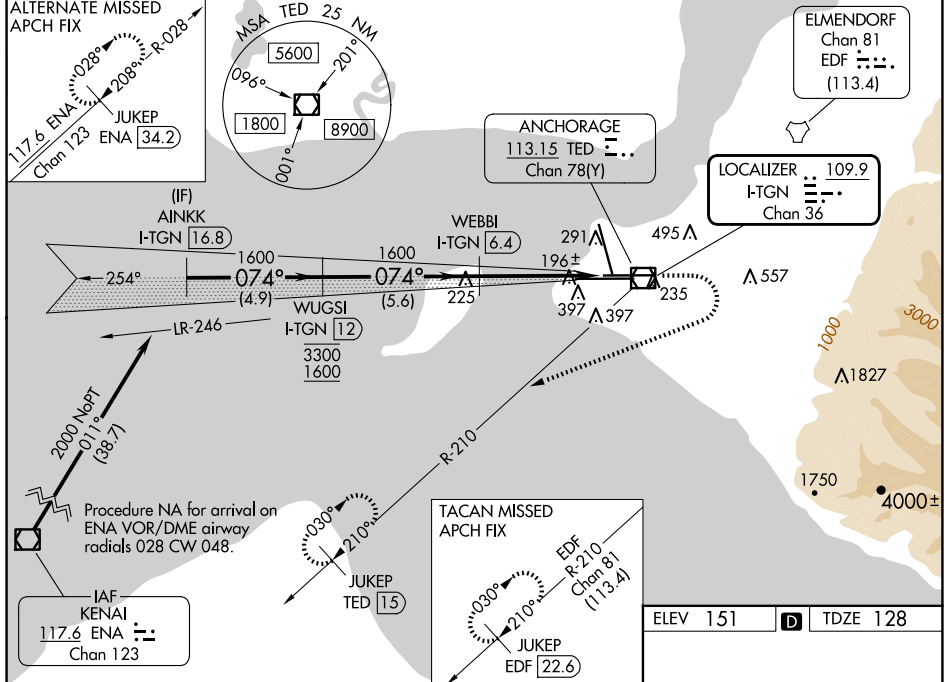 ALTERNATE MISSED
APCH FIX
028°
208°
R-028
JUKEP
ENA 34.2
117.6 ENA
Chan 123
MSA TED 25 NM
5600
096°
201°
1800
8900
001°
ELMENDORF
Chan 81
EDF
(113.4)
ANCHORAGE
113.15 TED
Chan 78(Y)
LOCALIZER 109.9
I-TGN
Chan 36
(IF)
AINKK
I-TGN 16.8
WEBBI
I-TGN 6.4
291
495
1600
1600
196±
254°
074°
074°
557
(4.9)
(5.6)
225
235
WUGSI
I-TGN 12
3300
1600
397
397
LR-246
1000
3000
1827
2000 NoPT
011°
(38.7)
R-210
1750
4000±
Procedure NA for arrival on
ENA VOR/DME airway
radials 028 CW 048.
030°
210°
JUKEP
TED 15
TACAN MISSED
APCH FIX
EDF
R-210
Chan 81
(113.4)
030°
210°
JUKEP
EDF 22.6
IAF
KENAI
117.6 ENA
Chan 123
ELEV 151 D TDZE 128